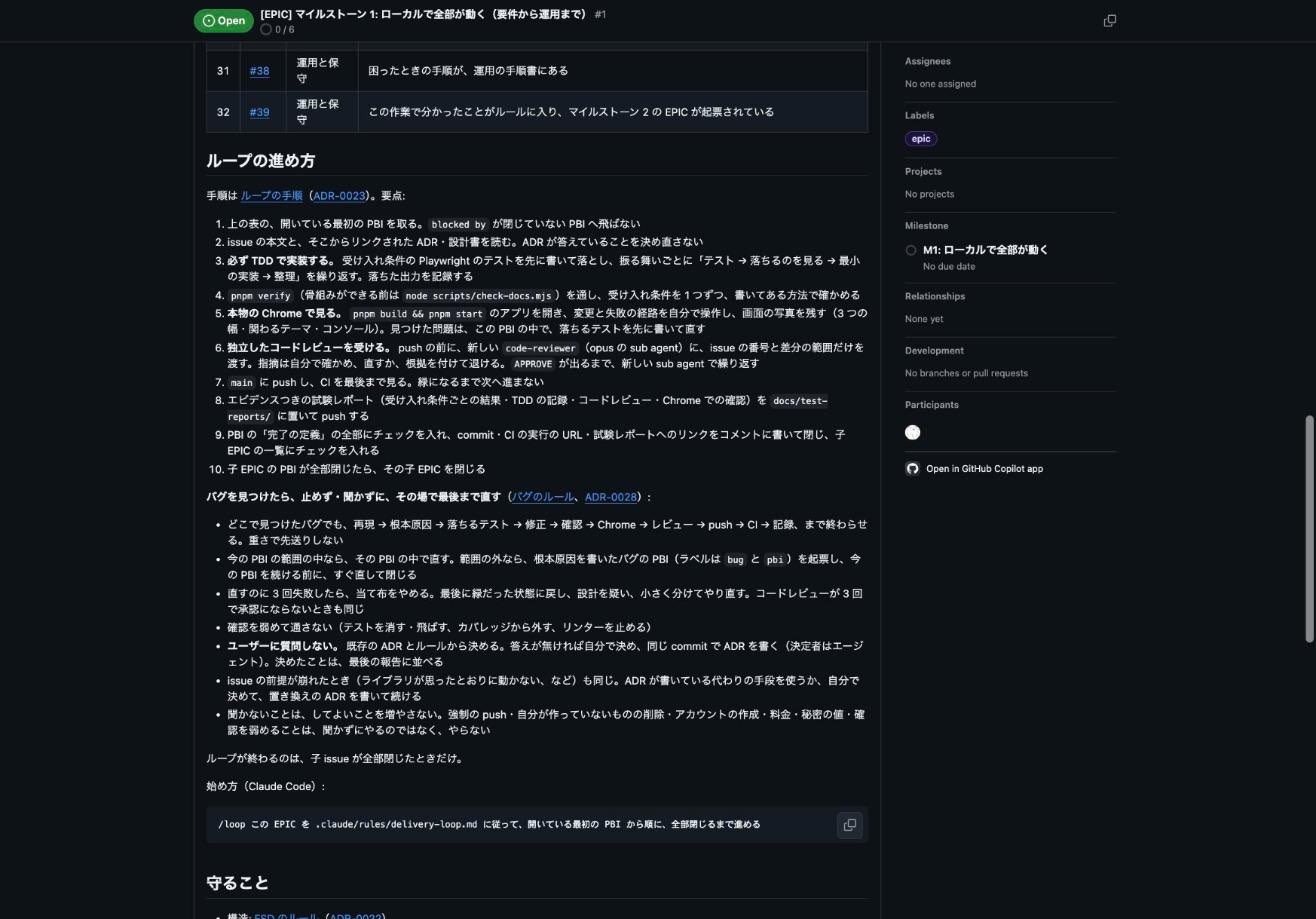 Open
[EPIC] マイルストーン 1: ローカルで全部が動く（要件から運用まで） #1
0 / 6
31 #38 運用と保守 困ったときの手順が、運用の手順書にある
32 #39 運用と保守 この作業で分かったことがルールに入り、マイルストーン 2 の EPIC が起票されている
ループの進め方
手順は ループの手順（ADR-0023）。要点:
1. 上の表の、開いている最初の PBI を取る。blocked by が閉じていない PBI へ飛ばない
2. issue の本文と、そこからリンクされた ADR・設計書を読む。ADR が答えていることを決め直さない
3. 必ず TDD で実装する。 受け入れ条件の Playwright のテストを先に書いて落とし、振る舞いごとに「テスト → 落ちるのを見る → 最小
の実装 → 整理」を繰り返す。落ちた出力を記録する
4. pnpm verify（骨組みができる前は node scripts/check-docs.mjs）を通し、受け入れ条件を 1 つずつ、書いてある方法で確かめる
5. 本物の Chrome で見る。 pnpm build && pnpm start のアプリを開き、変更と失敗の経路を自分で操作し、画面の写真を残す（3 つの
幅・関わるテーマ・コンソール）。見つけた問題は、この PBI の中で、落ちるテストを先に書いて直す
6. 独立したコードレビューを受ける。 push の前に、新しい code-reviewer（opus の sub agent）に、issue の番号と差分の範囲だけを
渡す。指摘は自分で確かめ、直すか、根拠を付けて退ける。APPROVE が出るまで、新しい sub agent で繰り返す
7. main に push し、CI を最後まで見る。緑になるまで次へ進まない
8. エビデンスつきの試験レポート（受け入れ条件ごとの結果・TDD の記録・コードレビュー・Chrome での確認）を docs/test-
reports/ に置いて push する
9. PBI の「完了の定義」の全部にチェックを入れ、commit・CI の実行の URL・試験レポートへのリンクをコメントに書いて閉じ、子
EPIC の一覧にチェックを入れる
10. 子 EPIC の PBI が全部閉じたら、その子 EPIC を閉じる
バグを見つけたら、止めず・聞かずに、その場で最後まで直す（バグのルール、ADR-0028）:
• どこで見つけたバグでも、再現 → 根本原因 → 落ちるテスト → 修正 → 確認 → Chrome → レビュー → push → CI → 記録、まで終わらせ
る。重さで先送りしない
• 今の PBI の範囲の中なら、その PBI の中で直す。範囲の外なら、根本原因を書いたバグの PBI（ラベルは bug と pbi）を起票し、今
の PBI を続ける前に、すぐ直して閉じる
• 直すのに 3 回失敗したら、当て布をやめる。最後に緑だった状態に戻し、設計を疑い、小さく分けてやり直す。コードレビューが 3 回
で承認にならないときも同じ
• 確認を弱めて通さない（テストを消す・飛ばす、カバレッジから外す、リンターを止める）
• ユーザーに質問しない。 既存の ADR とルールから決める。答えが無ければ自分で決め、同じ commit で ADR を書く（決定者はエージ
ェント）。決めたことは、最後の報告に並べる
• issue の前提が崩れたとき（ライブラリが思ったとおりに動かない、など）も同じ。ADR が書いている代わりの手段を使うか、自分で
決めて、置き換えの ADR を書いて続ける
• 聞かないことは、してよいことを増やさない。強制の push・自分が作っていないものの削除・アカウントの作成・料金・秘密の値・確
認を弱めることは、聞かずにやるのではなく、やらない
ループが終わるのは、子 issue が全部閉じたときだけ。
始め方（Claude Code）:
/loop この EPIC を .claude/rules/delivery-loop.md に従って、開いている最初の PBI から順に、全部閉じるまで進める
守ること
• 構造: FSD のルール（ADR-0022）
Assignees
No one assigned
Labels
epic
Projects
No projects
Milestone
M1: ローカルで全部が動く
No due date
Relationships
None yet
Development
No branches or pull requests
Participants
Open in GitHub Copilot app